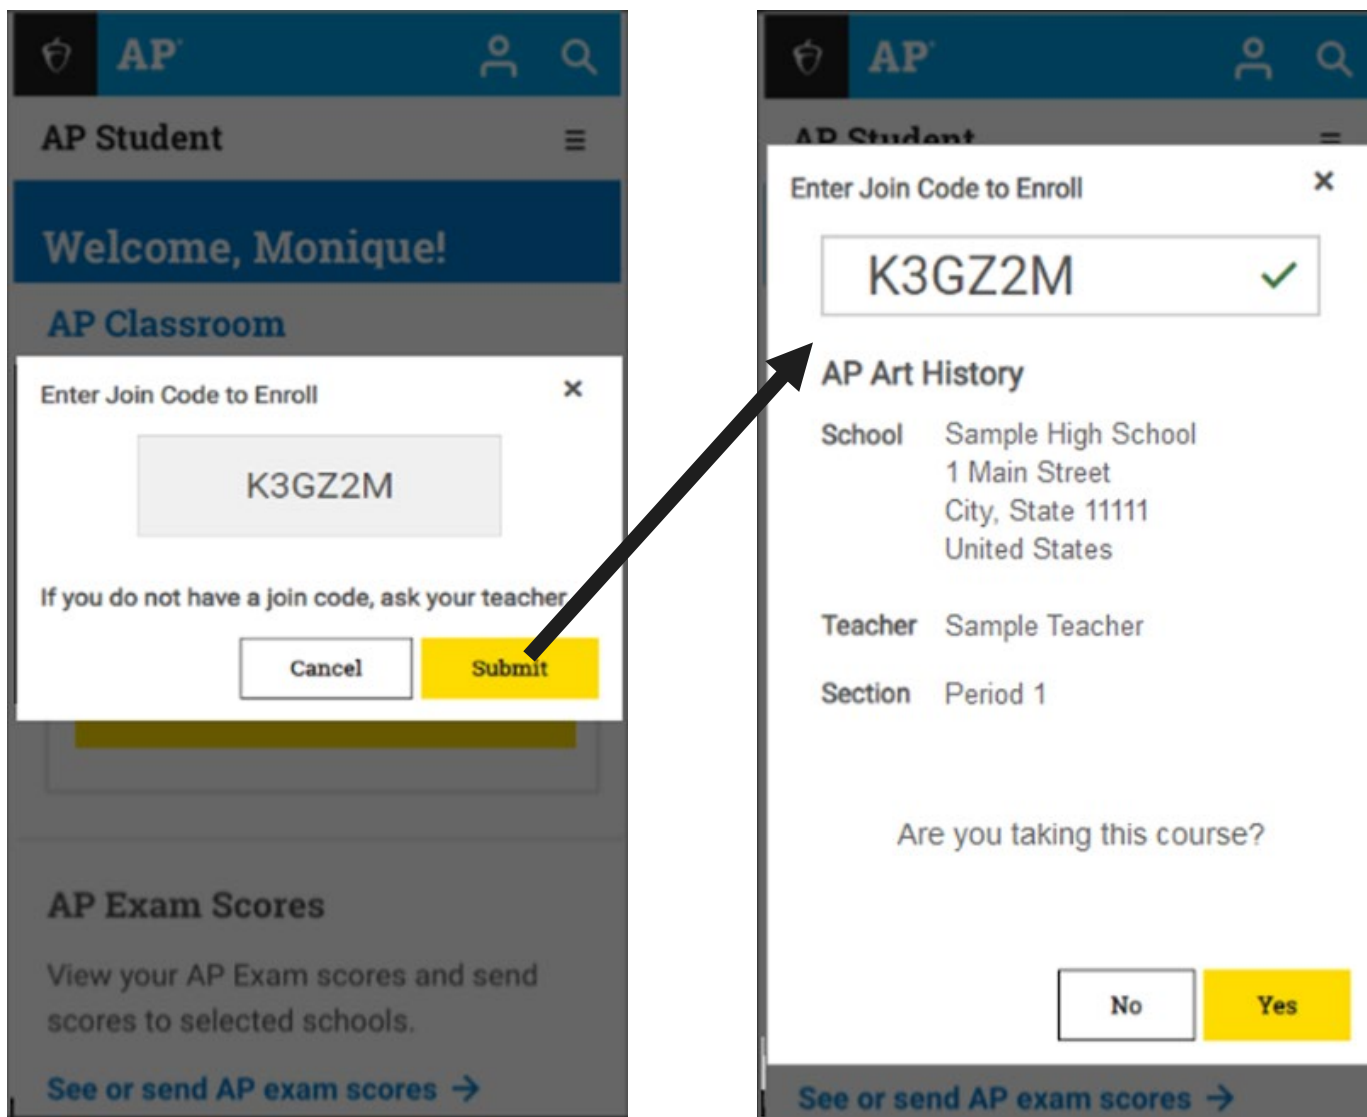 AP
AP Student
Welcome, Monique!
AP Classroom
Enter Join Code to Enroll
K3GZ2M
If you do not have a join code, ask your teacher
Cancel
Submit
AP Exam Scores
View your AP Exam scores and send
scores to selected schools.
See or send AP exam scores →
AP
AP Student
Enter Join Code to Enroll
K3GZ2M
AP Art History
School Sample High School
1 Main Street
City, State 11111
United States
Teacher Sample Teacher
Section Period 1
Are you taking this course?
No
Yes
See or send AP exam scores →